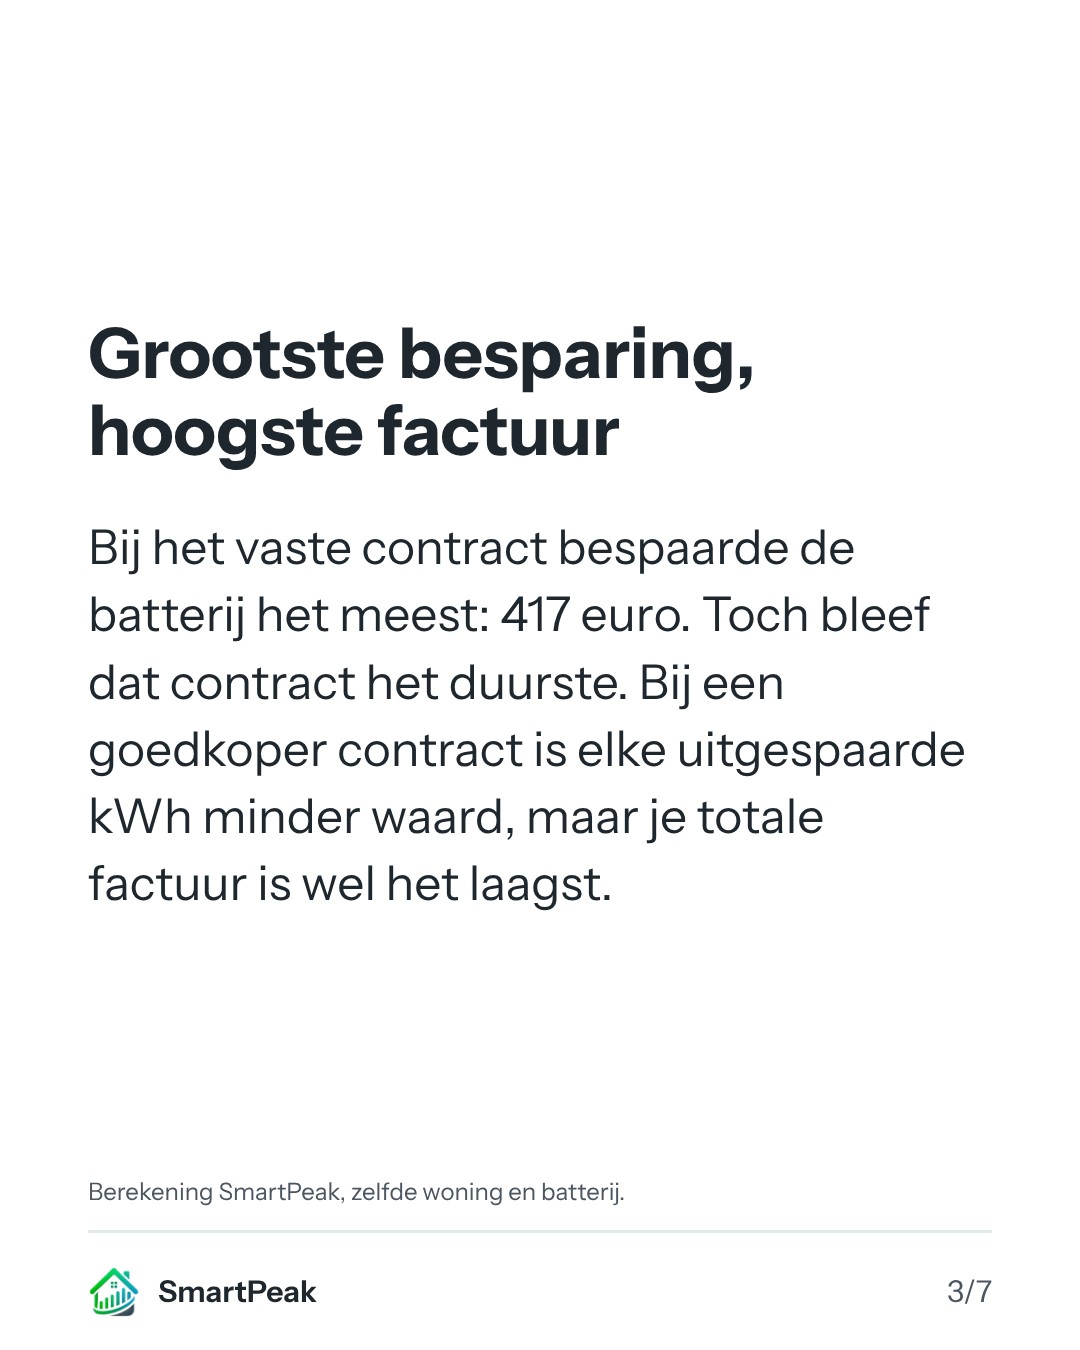 Grootste besparing,
hoogste factuur
Bij het vaste contract bespaarde de
batterij het meest: 417 euro. Toch bleef
dat contract het duurste. Bij een
goedkoper contract is elke uitgespaarde
kWh minder waard, maar je totale
factuur is wel het laagst.
Berekening SmartPeak, zelfde woning en batterij.
SmartPeak
3/7